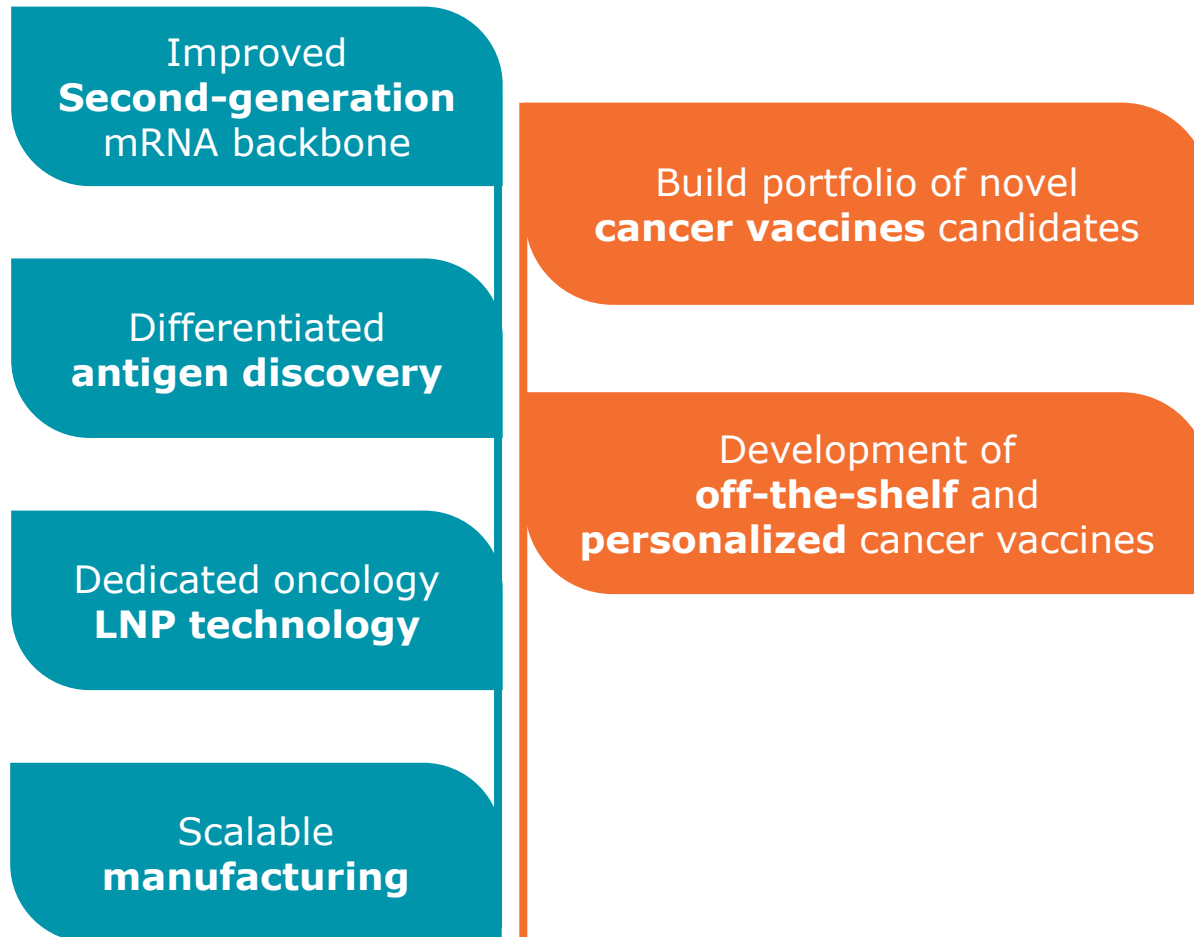 Improved
Second-generation
mRNA backbone
Differentiated
antigen discovery
Dedicated oncology
LNP technology
Scalable
manufacturing
Build portfolio of novel
cancer vaccines candidates
Development of
off-the-shelf and
personalized cancer vaccines